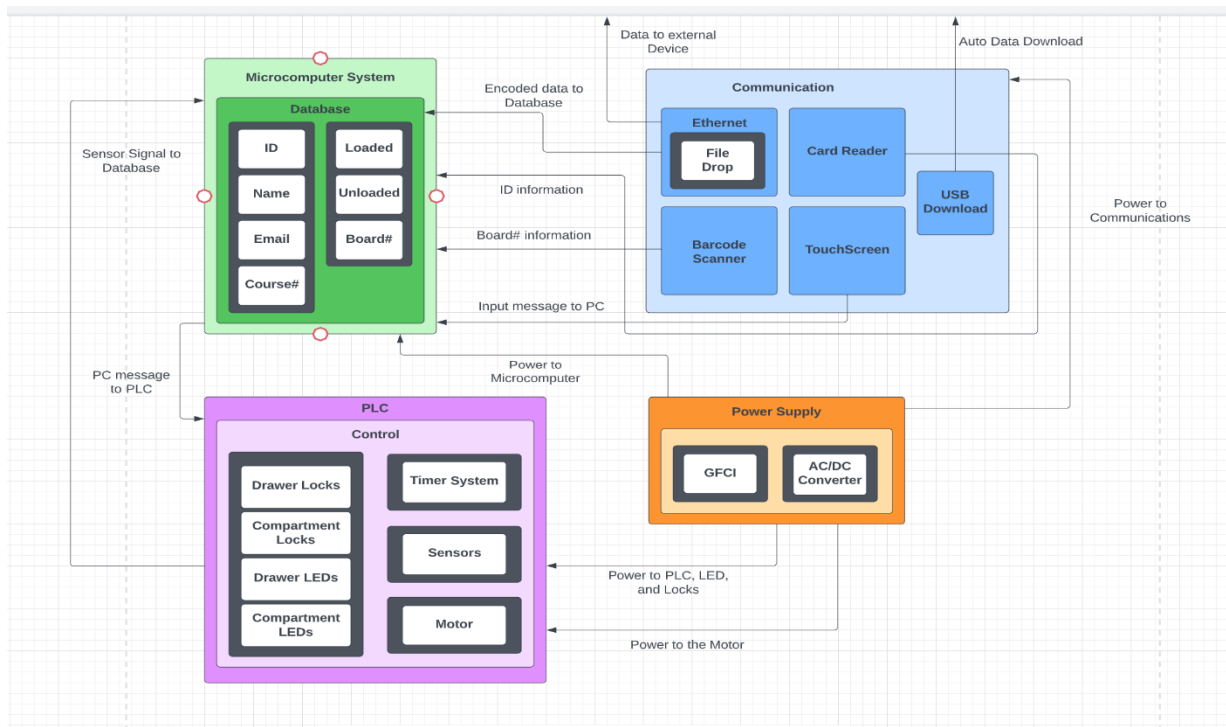 Data to external
Device
Auto Data Download
Microcomputer System
Database
ID
Name
Email
Course#
Loaded
Unloaded
Board#
Encoded data to
Database
Sensor Signal to
Database
ID information
Board# information
Input message to PC
Communication
Ethernet
File
Drop
Card Reader
USB
Download
Barcode
Scanner
TouchScreen
Power to
Communications
PC message
to PLC
Power to
Microcomputer
PLC
Control
Drawer Locks
Compartment
Locks
Drawer LEDs
Compartment
LEDs
Timer System
Sensors
Motor
Power Supply
GFCI
AC/DC
Converter
Power to PLC, LED,
and Locks
Power to the Motor